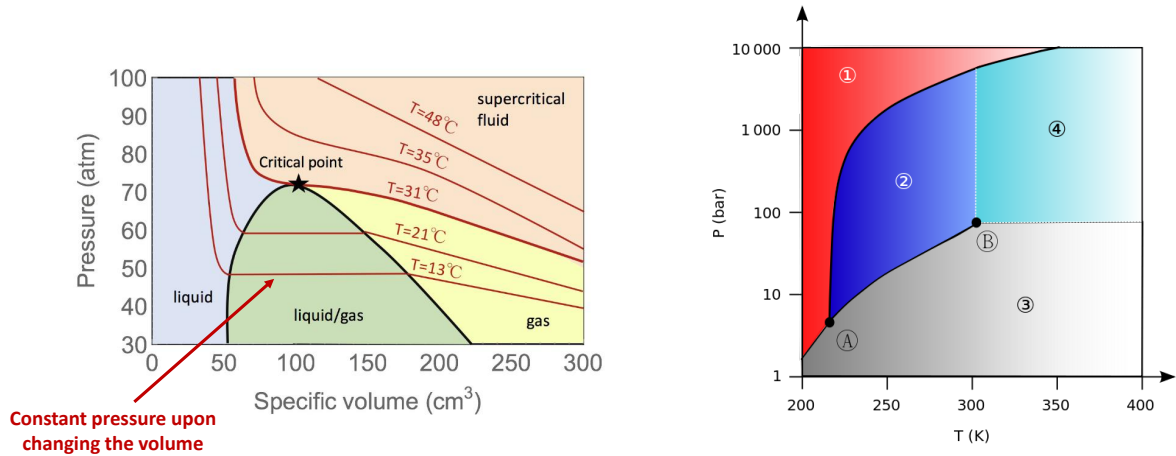 100
90
80
70
60
50
40
30
Pressure (atm)
0
50
100
150
200
250
300
Specific volume (cm³)
supercritical
fluid
Critical point
T=48℃
T=35℃
T=31℃
T=21℃
T=13℃
liquid
liquid/gas
gas
Constant pressure upon
changing the volume
10 000
1 000
100
10
1
P (bar)
200
250
300
350
400
T (K)
①
②
③
④
Ⓐ
Ⓑ